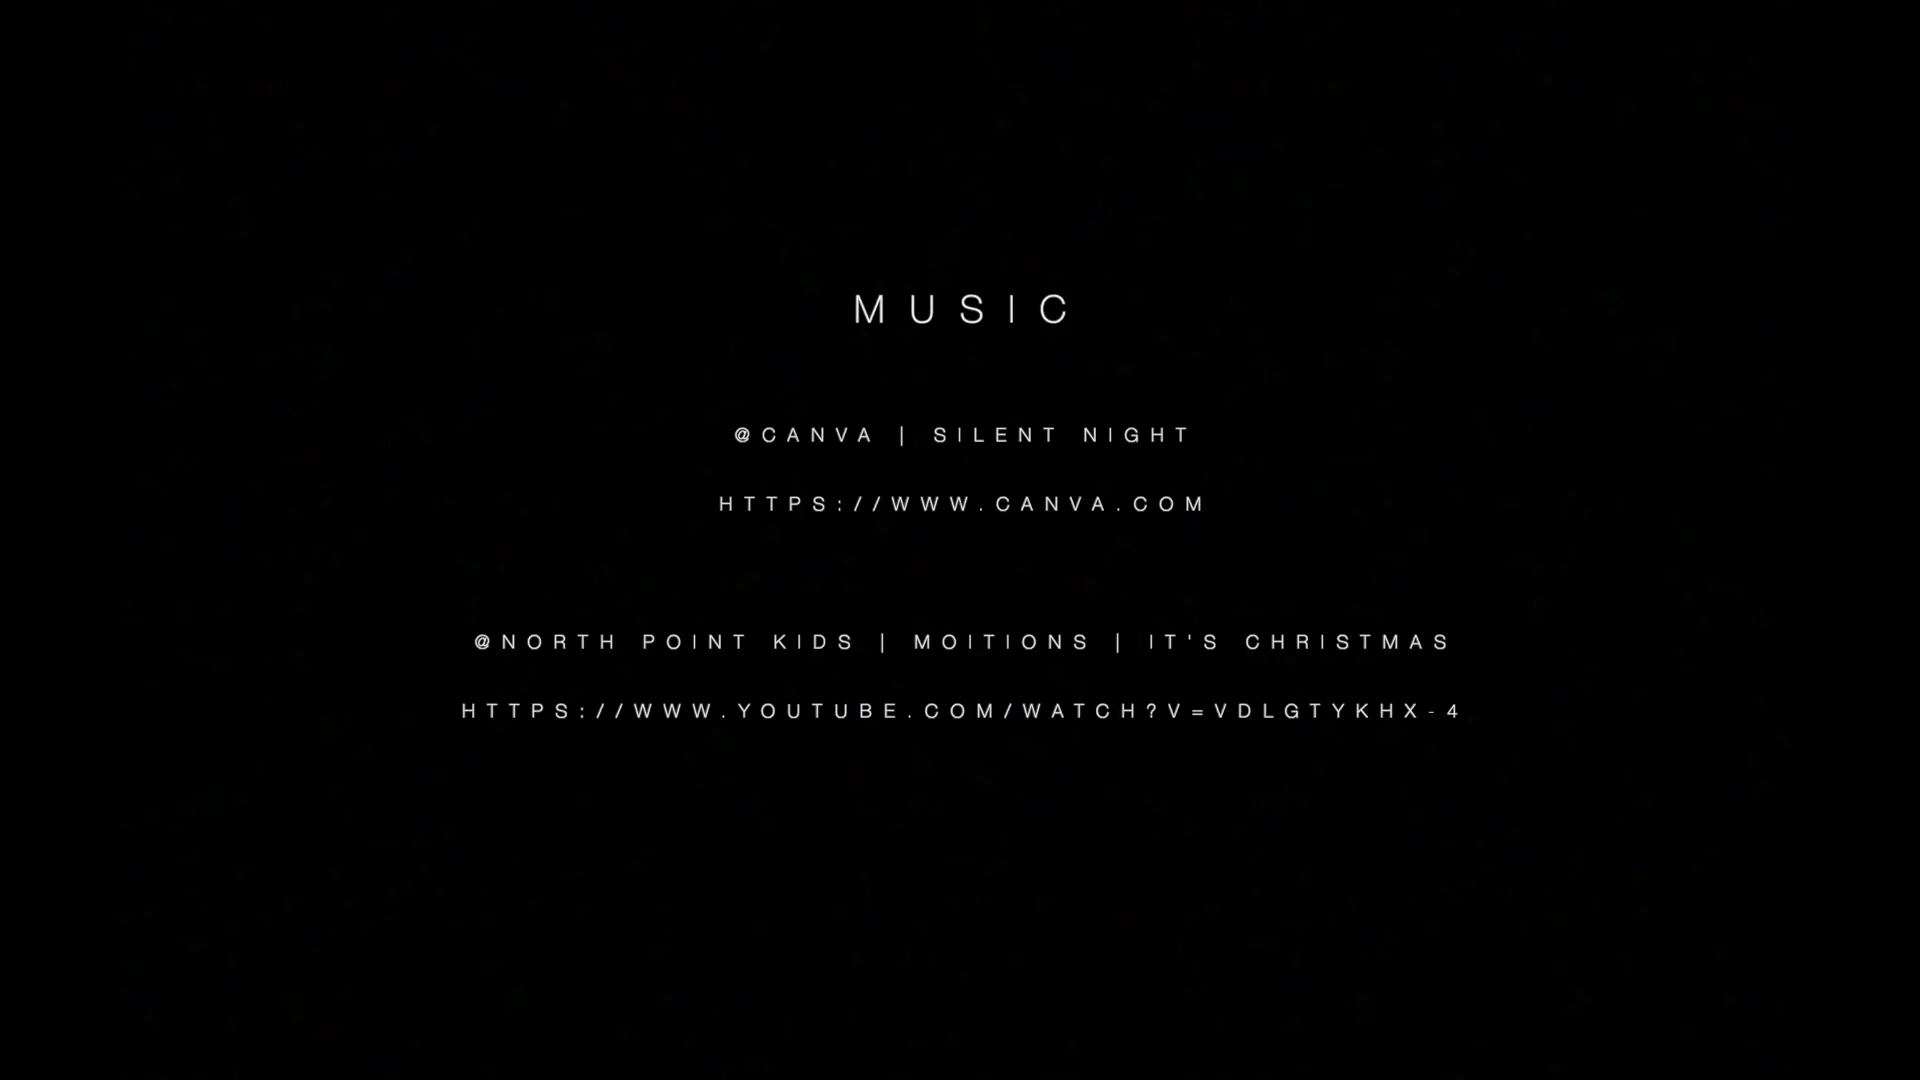 MUSIC
@CANVA | SILENT NIGHT
HTTPS://WWW.CANVA.COM
@NORTH POINT KIDS | MOITIONS | IT'S CHRISTMAS
HTTPS://WWW.YOUTUBE.COM/WATCH?V=VDLGTYKHX-4